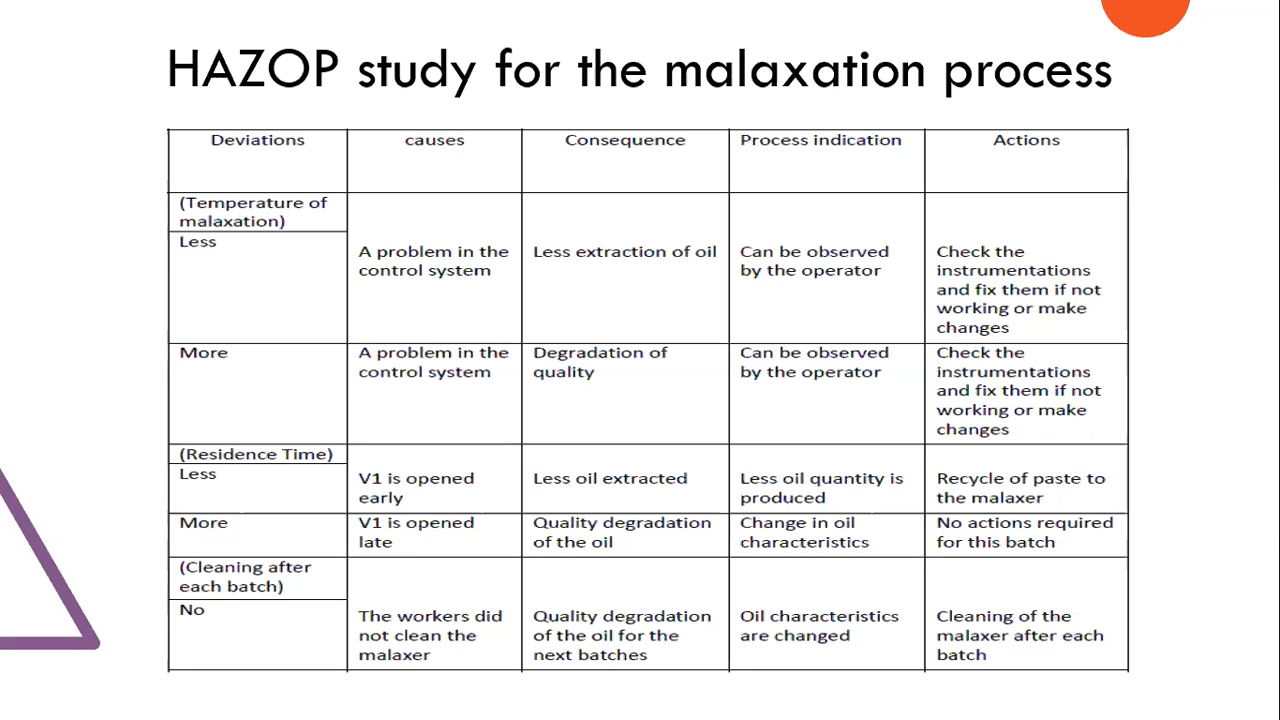 HAZOP study for the malaxation process
Deviations
causes
Consequence
Process indication
Actions
(Temperature of
malaxation)
Less
A problem in the
control system
Less extraction of oil
Can be observed
by the operator
Check the
instrumentations
and fix them if not
working or make
changes
More
A problem in the
control system
Degradation of
quality
Can be observed
by the operator
Check the
instrumentations
and fix them if not
working or make
changes
(Residence Time)
Less
V1 is opened
early
Less oil extracted
Less oil quantity is
produced
Recycle of paste to
the malaxer
More
V1 is opened
late
Quality degradation
of the oil
Change in oil
characteristics
No actions required
for this batch
(Cleaning after
each batch)
No
The workers did
not clean the
malaxer
Quality degradation
of the oil for the
next batches
Oil characteristics
are changed
Cleaning of the
malaxer after each
batch